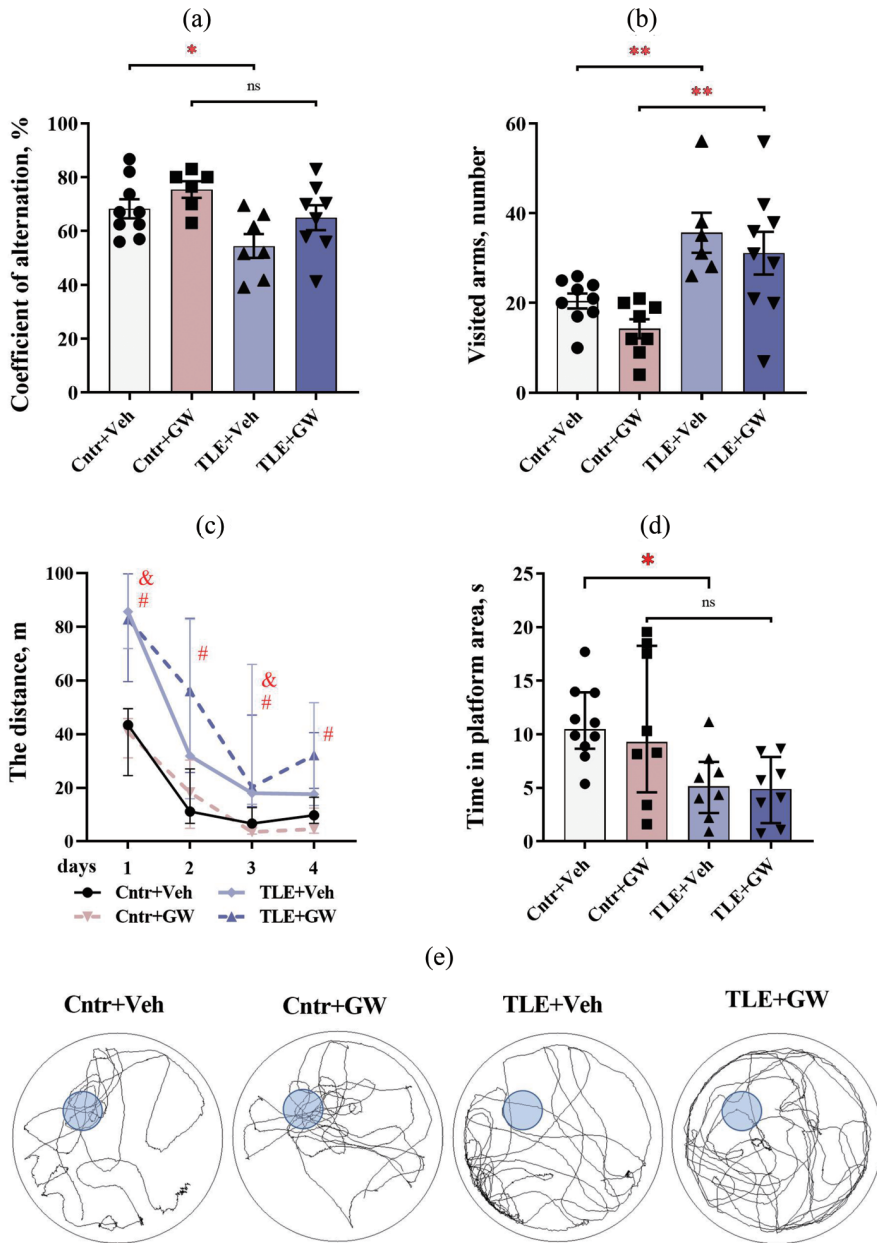 (a)
*
ns
Coefficient of alternation, %
100
80
60
40
20
0
Cntr+Veh
Cntr+GW
TLE+Veh
TLE+GW
(b)
**
**
Visited arms, number
60
40
20
0
Cntr+Veh
Cntr+GW
TLE+Veh
TLE+GW
(c)
The distance, m
100
80
60
40
20
0
&
#
#
&
#
#
days 1 2 3 4
Cntr+Veh TLE+Veh
Cntr+GW TLE+GW
(d)
*
ns
Time in platform area, s
25
20
15
10
5
0
Cntr+Veh
Cntr+GW
TLE+Veh
TLE+GW
(e)
Cntr+Veh Cntr+GW TLE+Veh TLE+GW